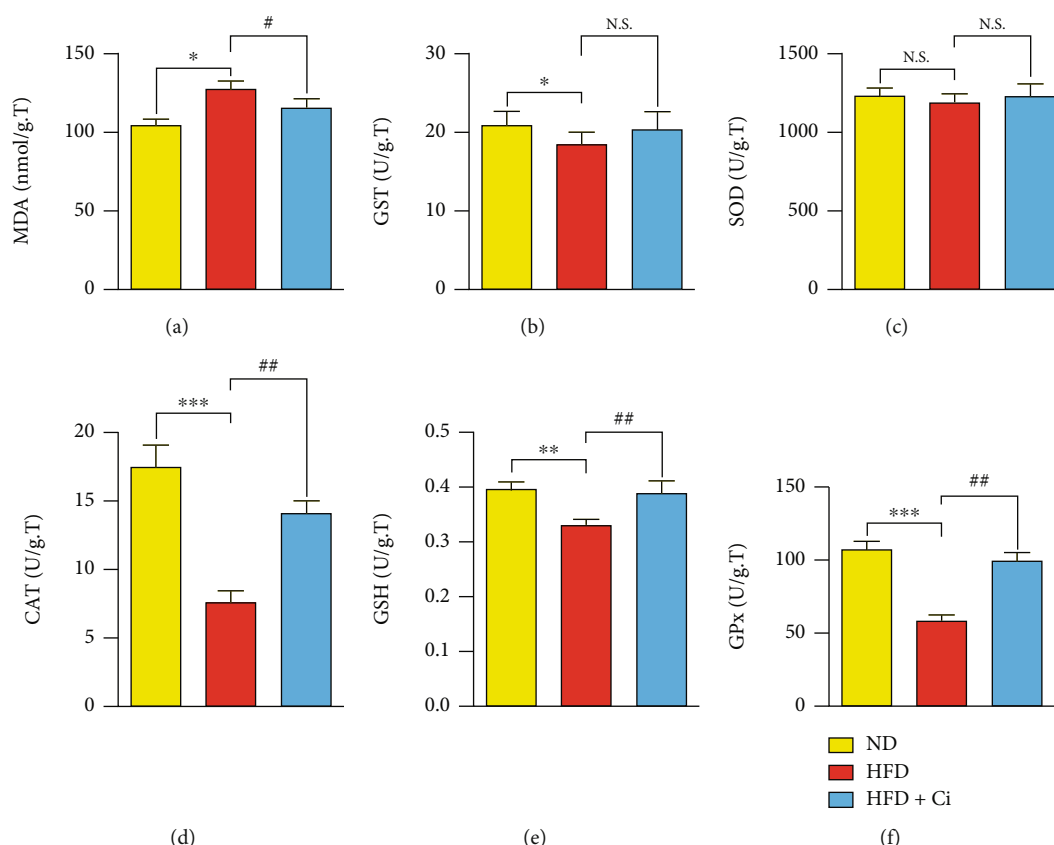 MDA (nmol/g.T)
150
100
50
0
*
#
(a)
GST (U/g.T)
30
20
10
0
*
N.S.
(b)
SOD (U/g.T)
1500
1000
500
0
N.S.
N.S.
(c)
CAT (U/g.T)
20
15
10
5
0
***
##
(d)
GSH (U/g.T)
0.5
0.4
0.3
0.2
0.1
0.0
**
##
(e)
GPx (U/g.T)
150
100
50
0
***
##
ND
HFD
HFD + Ci
(f)